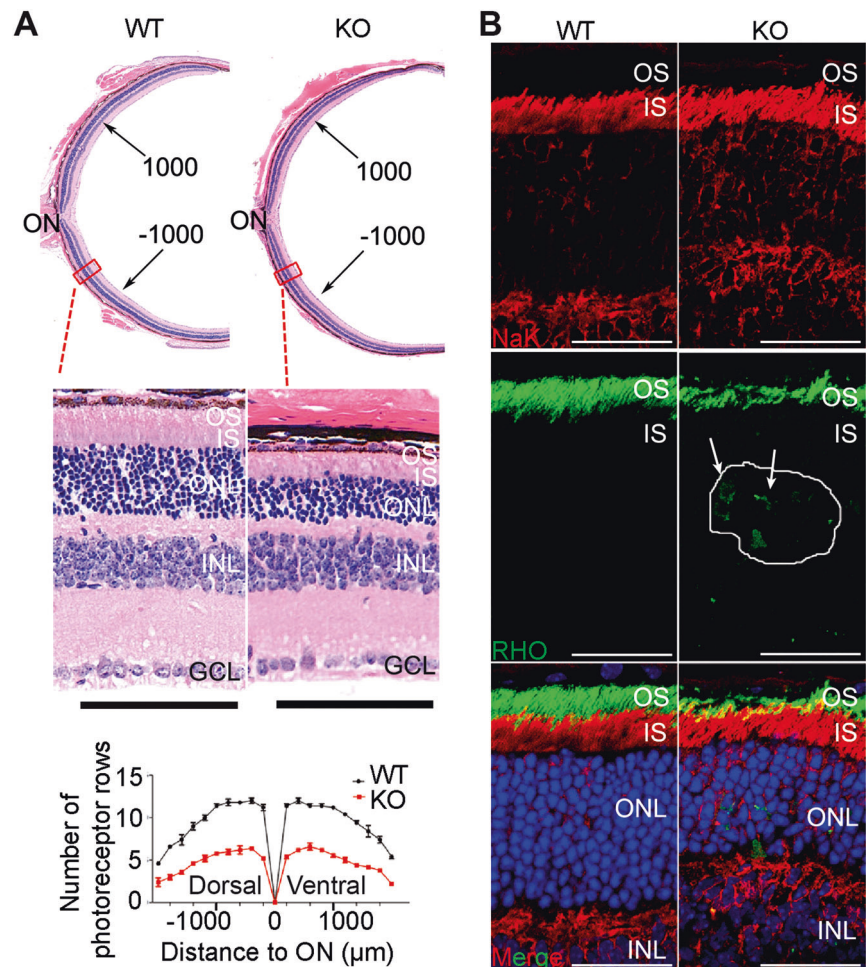 A
WT
KO
1000
1000
ON
ON
-1000
-1000
OS
IS
ONL
INL
GCL
OS
IS
ONL
INL
GCL
Number of
photoreceptor rows
15
10
5
0
WT
KO
Dorsal
Ventral
-1000
0
1000
Distance to ON (µm)
B
WT
KO
OS
IS
OS
IS
NaK
OS
IS
OS
IS
RHO
OS
IS
ONL
INL
OS
IS
ONL
INL
Merge